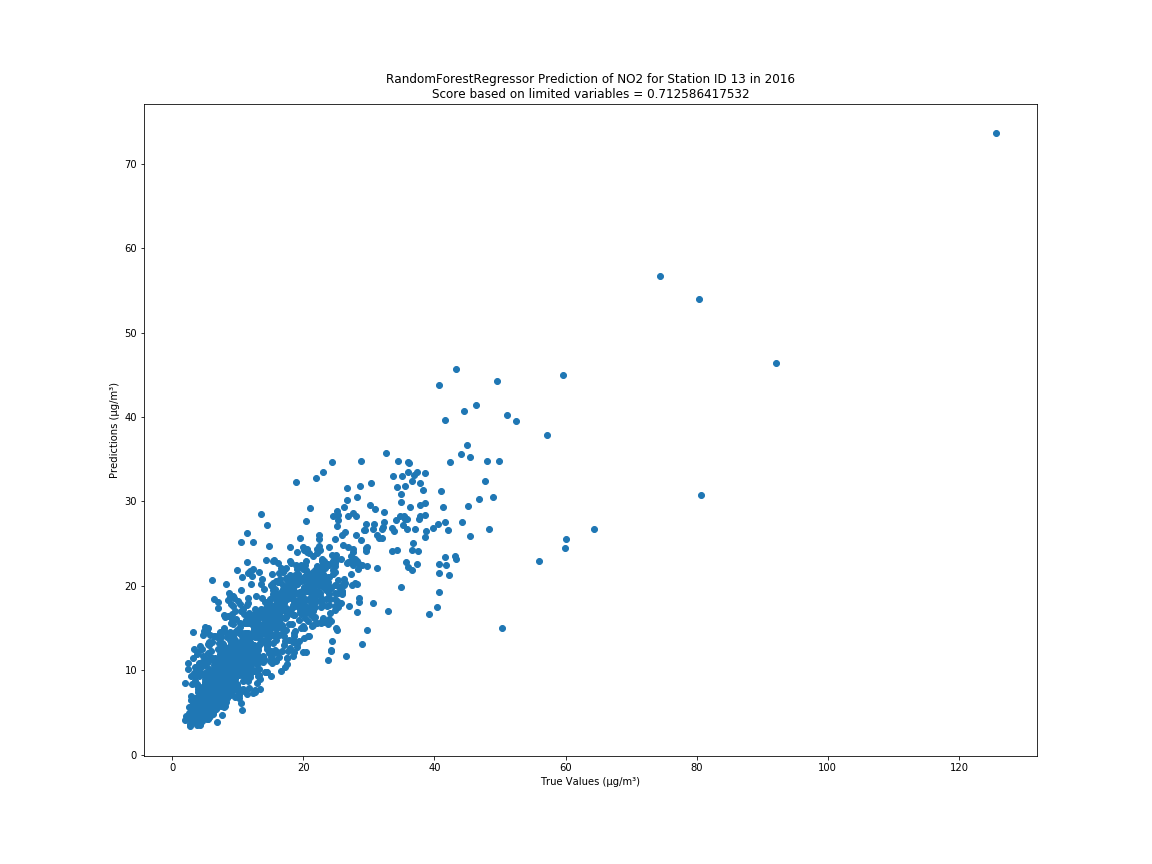 RandomForestRegressor Prediction of NO2 for Station ID 13 in 2016
Score based on limited variables = 0.712586417532
70
60
50
40
30
20
10
0
Predictions (µg/m³)
0 20 40 60 80 100 120
True Values (µg/m³)